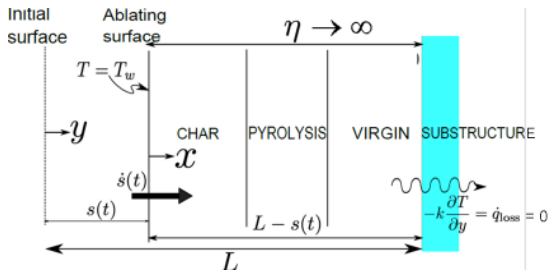 Initial surface
Ablating surface
η → ∞
T = T_w
y
CHAR
PYROLYSIS
VIRGIN
SUBSTRUCTURE
x
ṡ(t)
s(t)
L − s(t)
−k ∂T/∂y = q̇_loss = 0
L